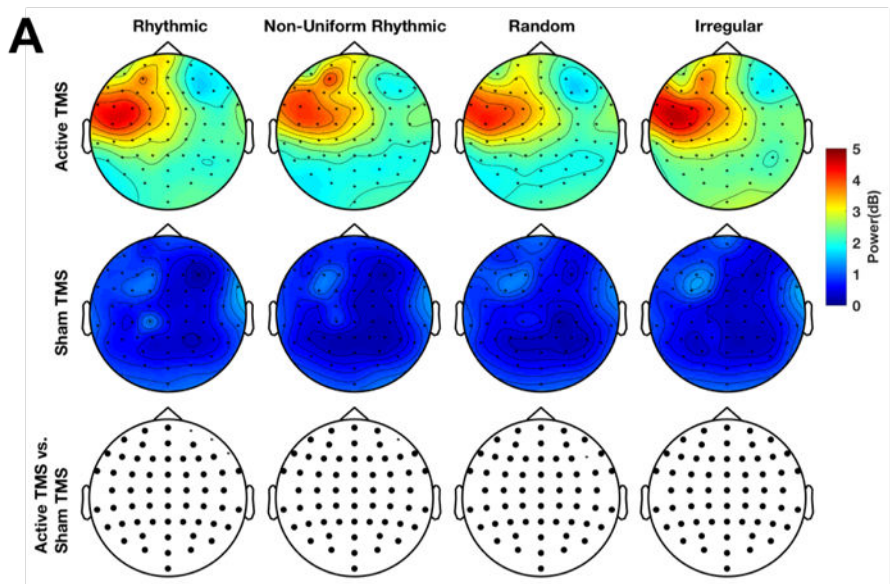 A
Rhythmic
Non-Uniform Rhythmic
Random
Irregular
Active TMS
Sham TMS
Active TMS vs.
Sham TMS
5
4
3
2
1
0
Power(dB)